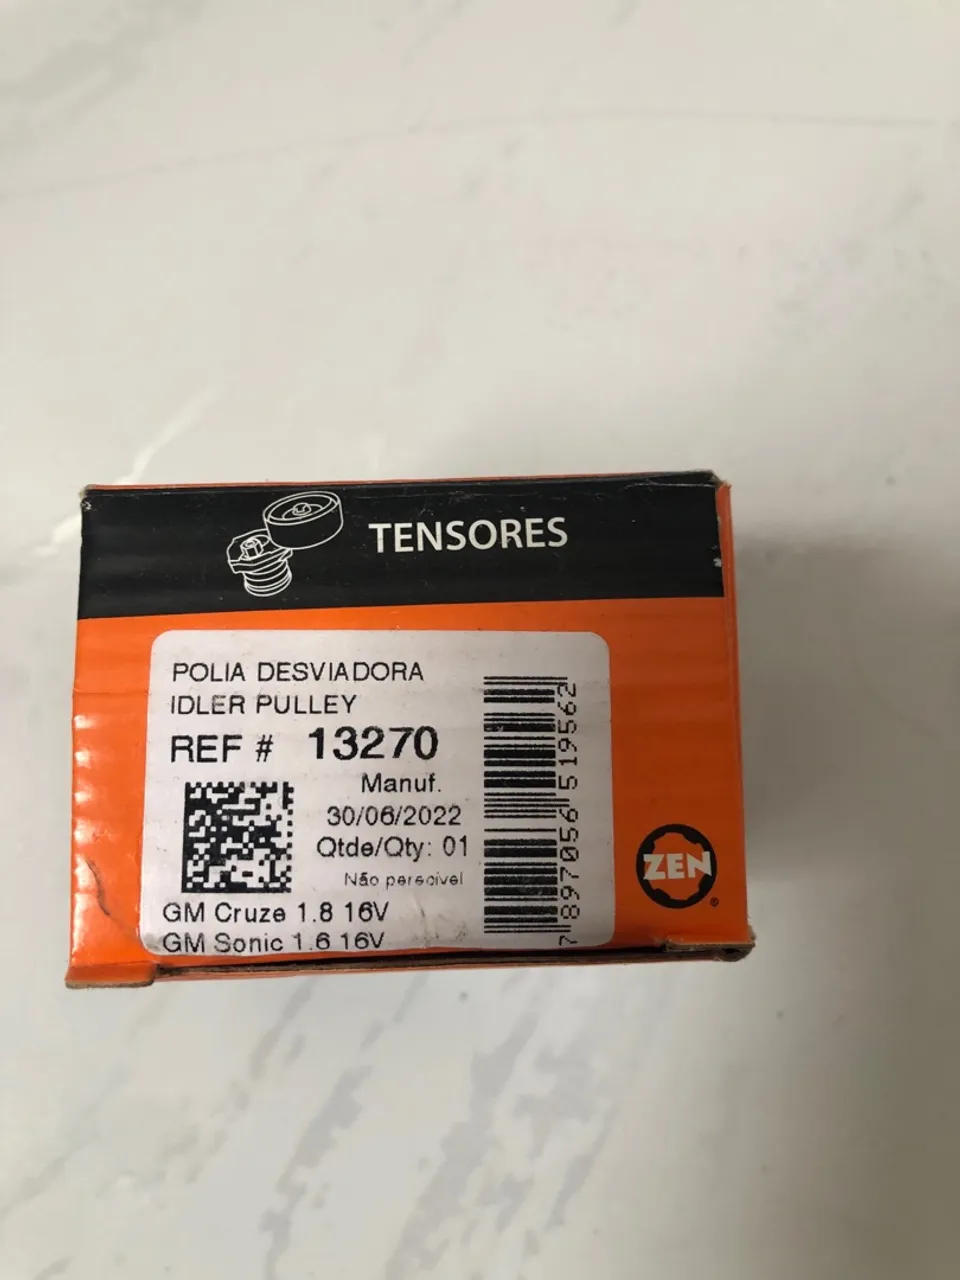 TENSORES
POLIA DESVIADORA
IDLER PULLEY
REF # 13270
Manuf.
30/06/2022
Qtde/Qty: 01
Não perecivel
GM Cruze 1.8 16V
GM Sonic 1.6 16V
7 897056 519562
ZEN®